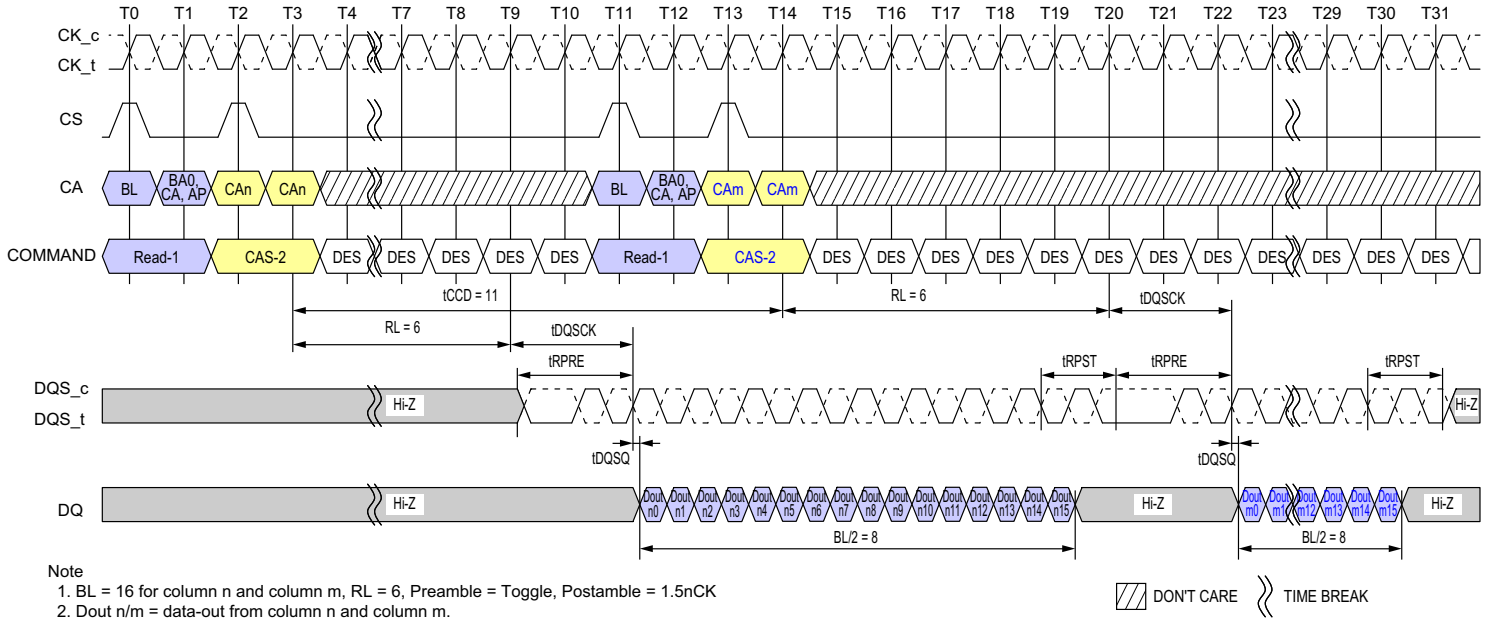 T0 T1 T2 T3 T4 T7 T8 T9 T10 T11 T12 T13 T14 T15 T16 T17 T18 T19 T20 T21 T22 T23 T29 T30 T31
CK_c
CK_t
CS
CA BL BA0, CA, AP CAn CAn BL BA0, CA, AP CAm CAm
COMMAND Read-1 CAS-2 DES DES DES DES DES Read-1 CAS-2 DES DES DES DES DES DES DES DES DES DES DES DES
tCCD = 11 RL = 6 tDQSCK
RL = 6 tDQSCK
tRPRE tRPST tRPRE tRPST
DQS_c
DQS_t
Hi-Z Hi-Z
tDQSQ tDQSQ
DQ Hi-Z Dout n0 Dout n1 Dout n2 Dout n3 Dout n4 Dout n5 Dout n6 Dout n7 Dout n8 Dout n9 Dout n10 Dout n11 Dout n12 Dout n13 Dout n14 Dout n15 Hi-Z Dout m0 Dout m1 Dout m12 Dout m13 Dout m14 Dout m15 Hi-Z
BL/2 = 8 BL/2 = 8
Note
1. BL = 16 for column n and column m, RL = 6, Preamble = Toggle, Postamble = 1.5nCK
2. Dout n/m = data-out from column n and column m.
DON'T CARE TIME BREAK